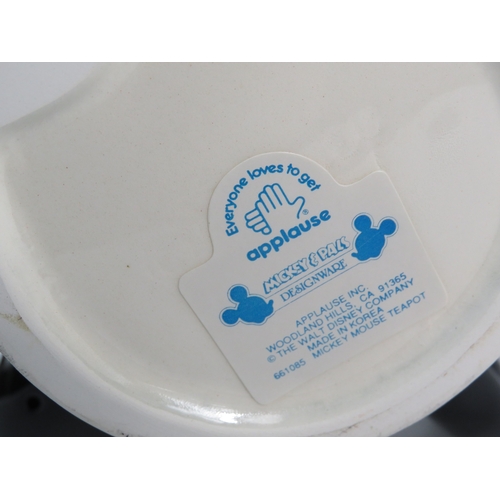 Everyone loves to get
applause®
MICKEY & PALS
DESIGNWARE
APPLAUSE INC.
WOODLAND HILLS, CA 91365
© THE WALT DISNEY COMPANY
MADE IN KOREA
661085 MICKEY MOUSE TEAPOT